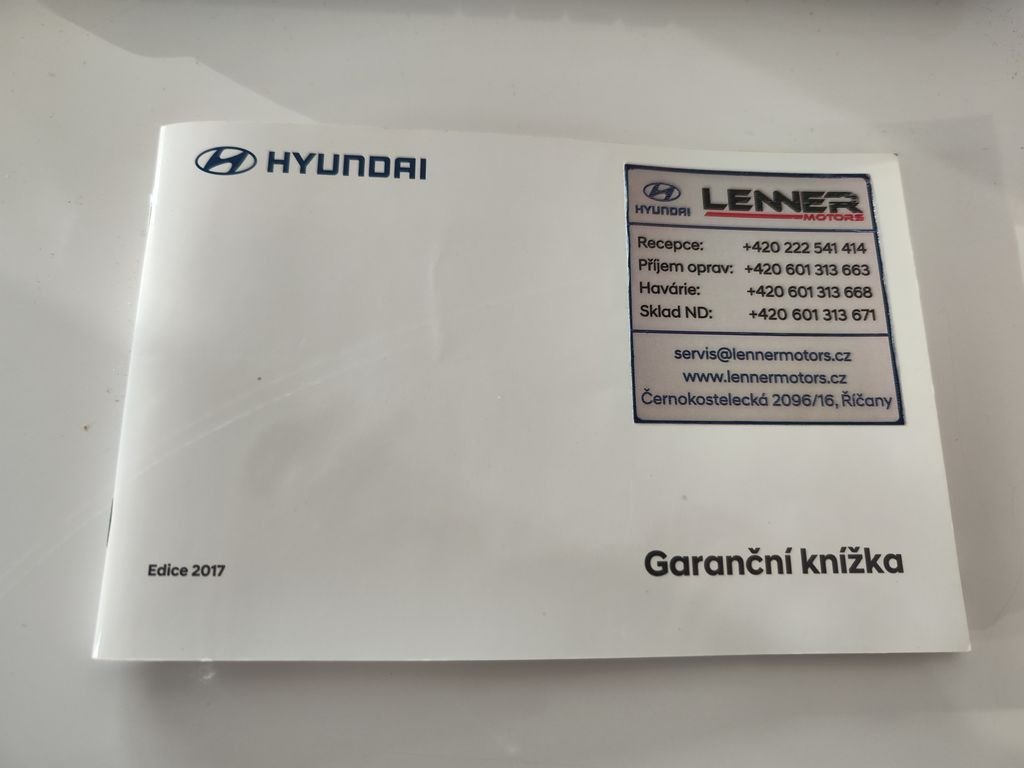 HYUNDAI
HYUNDAI
LENNER
MOTORS
Recepce: +420 222 541 414
Příjem oprav: +420 601 313 663
Havárie: +420 601 313 668
Sklad ND: +420 601 313 671
servis@lennermotors.cz
www.lennermotors.cz
Černokostelecká 2096/16, Říčany
Edice 2017
Garanční knížka